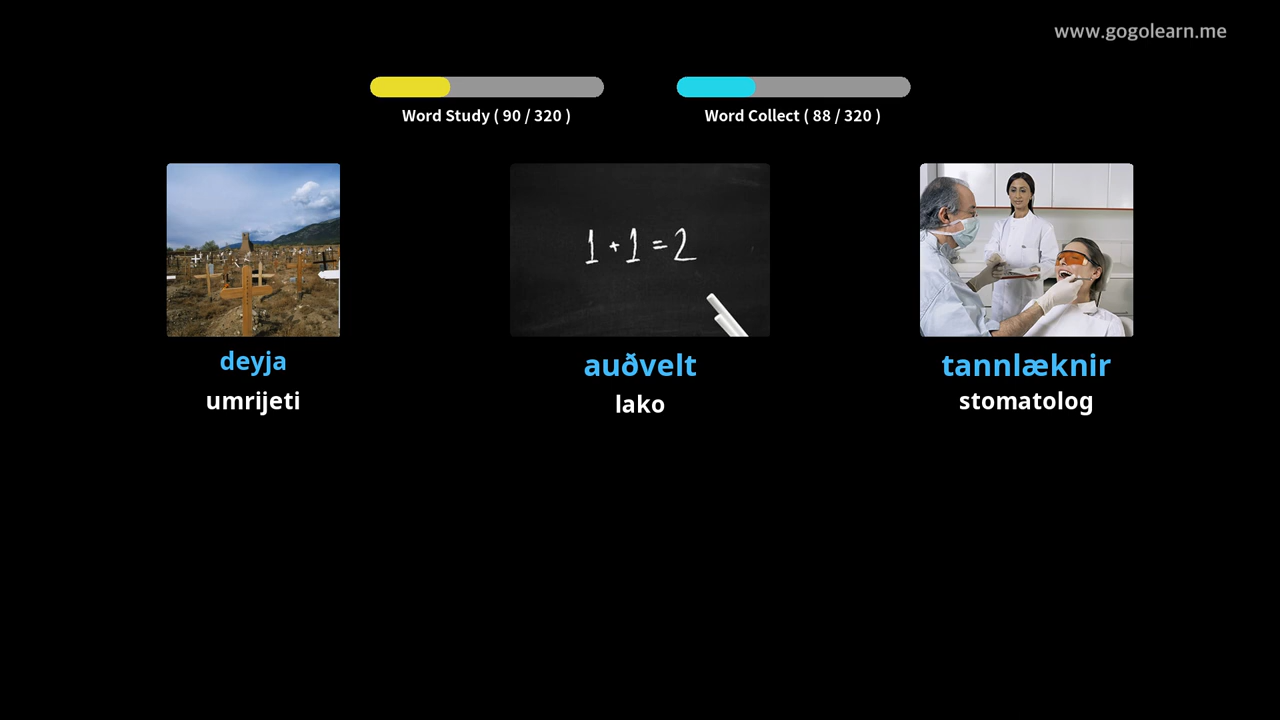 www.gogolearn.me
Word Study ( 90 / 320 )
Word Collect ( 88 / 320 )
1 + 1 = 2
deyja
auðvelt
tannlæknir
umrijeti
lako
stomatolog